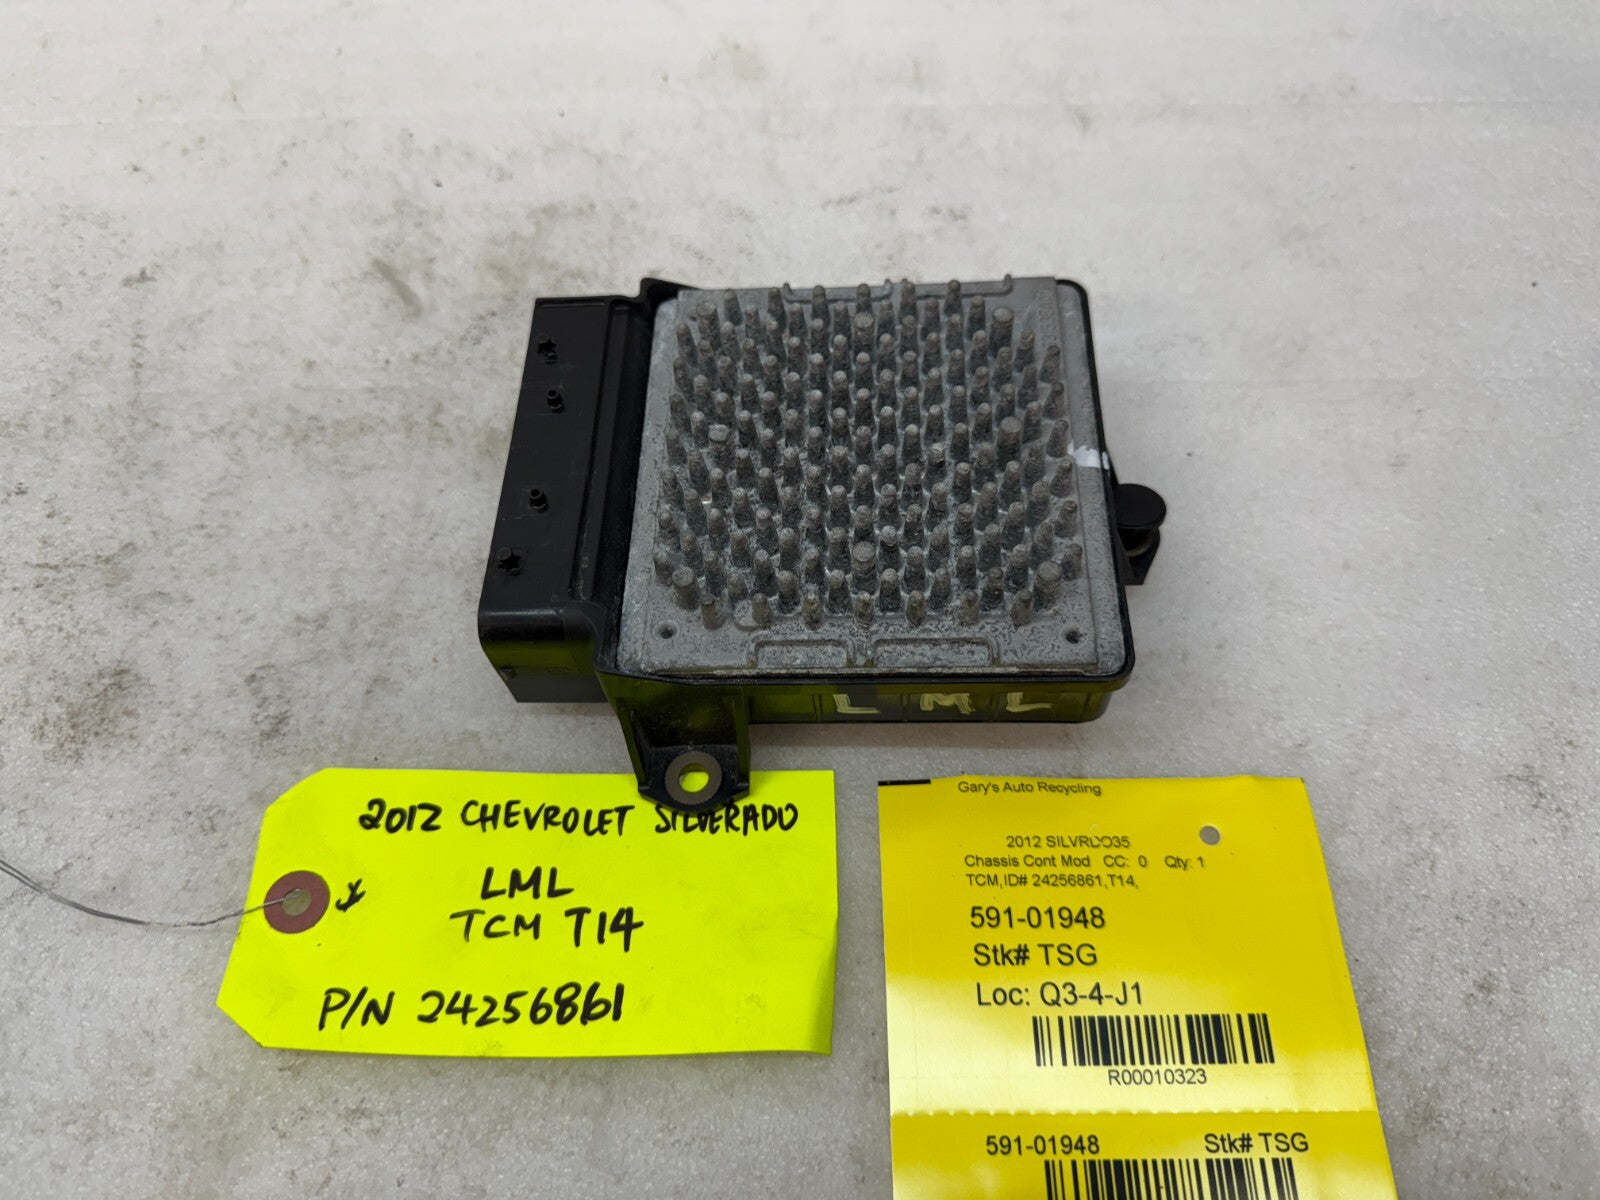 LML
2012 CHEVROLET SILVERADO
LML
TCM T14
P/N 24256861
Gary's Auto Recycling
2012 SILVRDO35
Chassis Cont Mod CC: 0 Qty: 1
TCM,ID# 24256861,T14,
591-01948
Stk# TSG
Loc: Q3-4-J1
R00010323
591-01948 Stk# TSG